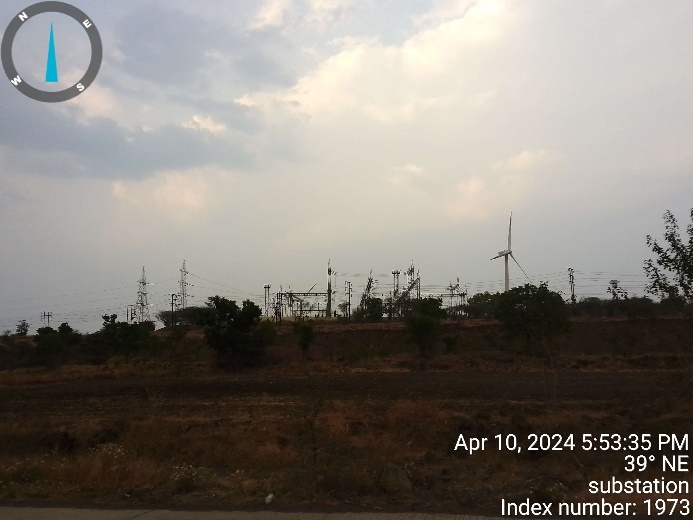 N
E
W
S
Apr 10, 2024 5:53:35 PM
39° NE
substation
Index number: 1973